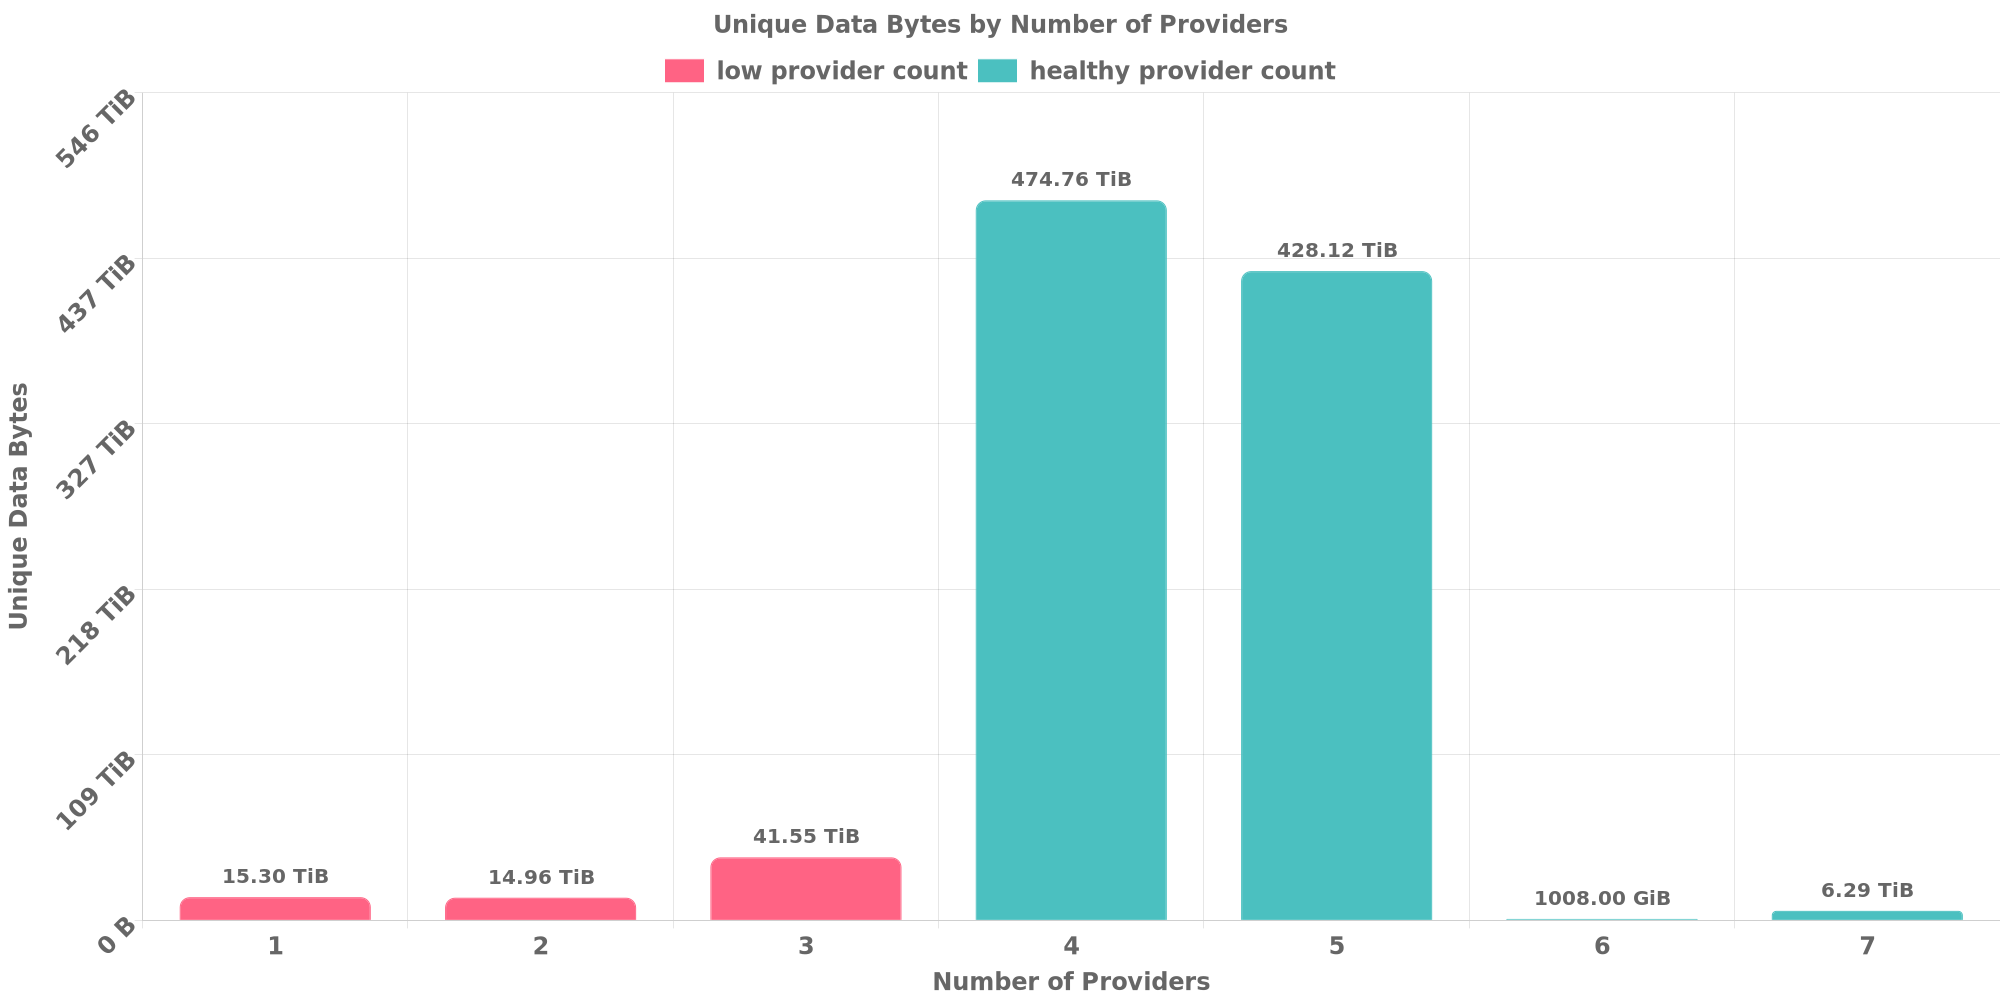 Unique Data Bytes by Number of Providers
low provider count healthy provider count
546 TiB
437 TiB
327 TiB
218 TiB
109 TiB
0 B
Unique Data Bytes
15.30 TiB
14.96 TiB
41.55 TiB
474.76 TiB
428.12 TiB
1008.00 GiB
6.29 TiB
1 2 3 4 5 6 7
Number of Providers